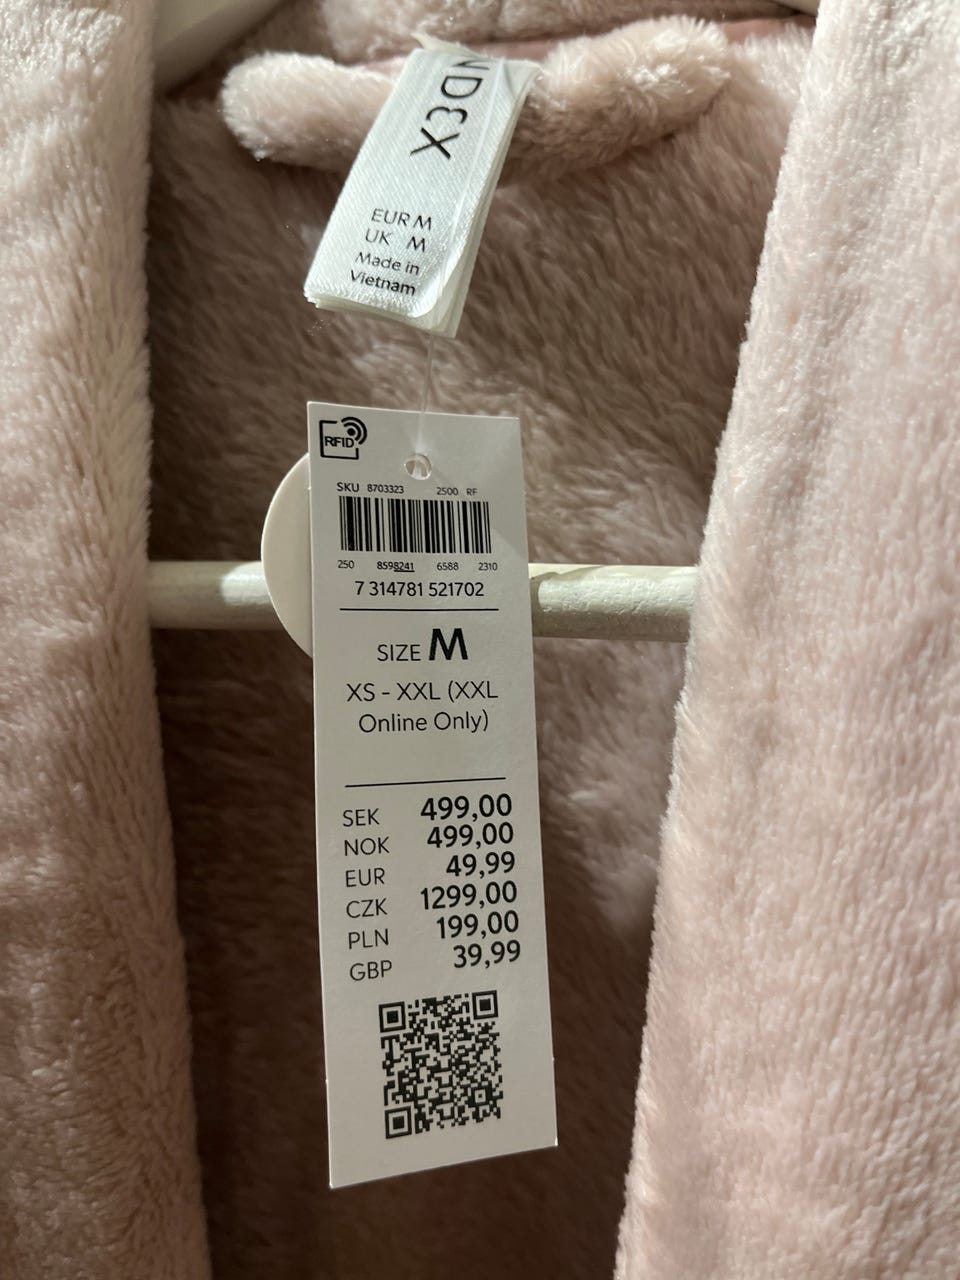 NDEX
EUR M
UK M
Made in
Vietnam
RFID
SKU 8703323 2500 RF
250 8598241 6588 2310
7 314781 521702
SIZE M
XS - XXL (XXL
Online Only)
SEK 499,00
NOK 499,00
EUR 49,99
CZK 1299,00
PLN 199,00
GBP 39,99